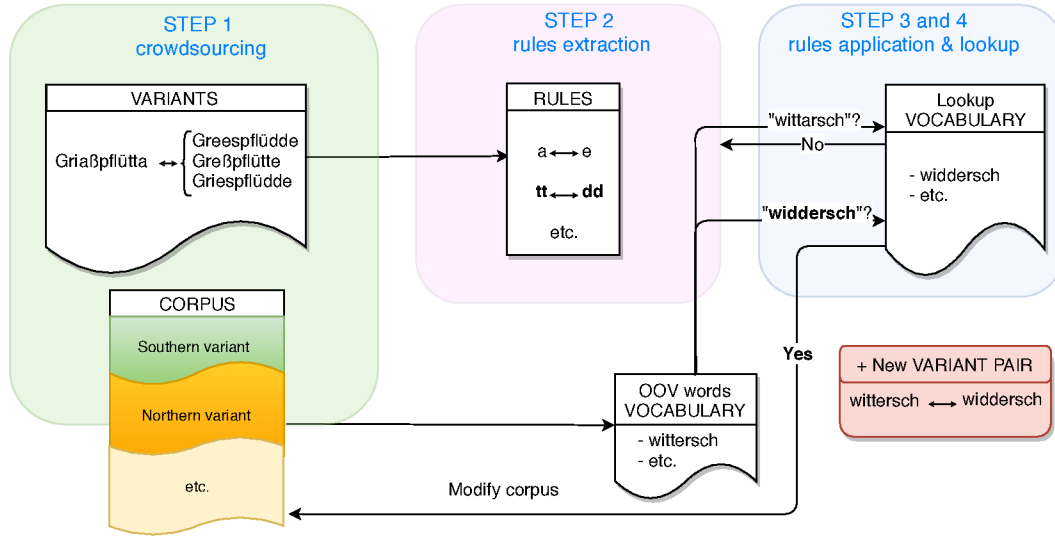 STEP 1
crowdsourcing
VARIANTS
Griaßpflütta
Greespflüdde
Greßpflütte
Griespflüdde
CORPUS
Southern variant
Northern variant
etc.
STEP 2
rules extraction
RULES
a e
tt dd
etc.
STEP 3 and 4
rules application & lookup
"wittarsch"?
No
"widdersch"?
Lookup
VOCABULARY
- widdersch
- etc.
Yes
OOV words
VOCABULARY
- wittersch
- etc.
Modify corpus
+ New VARIANT PAIR
wittersch widdersch